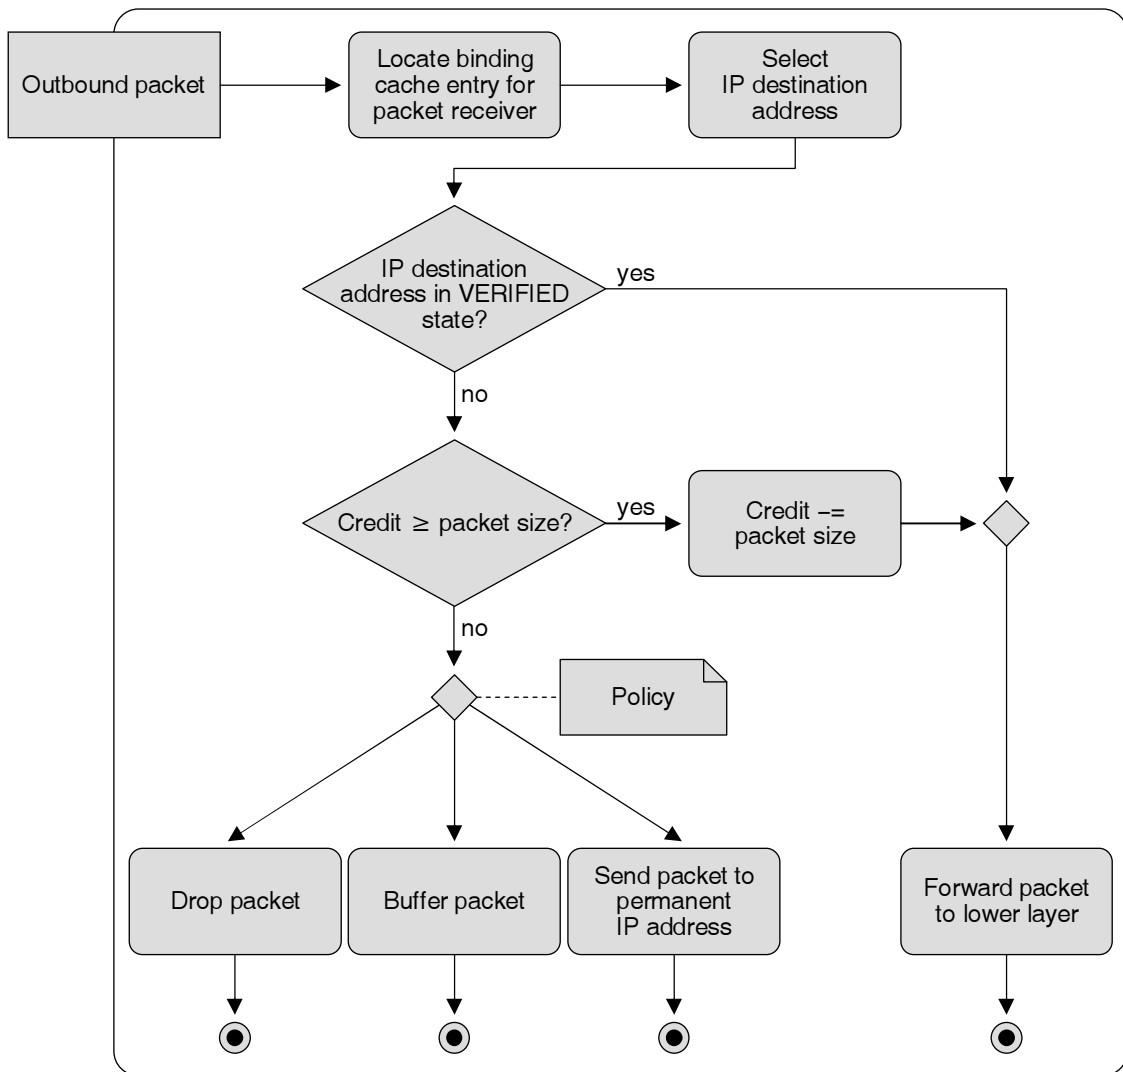 Outbound packet
Locate binding
cache entry for
packet receiver
Select
IP destination
address
IP destination
address in VERIFIED
state?
yes
no
Credit ≥ packet size?
yes
Credit −=
packet size
no
Policy
Drop packet
Buffer packet
Send packet to
permanent
IP address
Forward packet
to lower layer